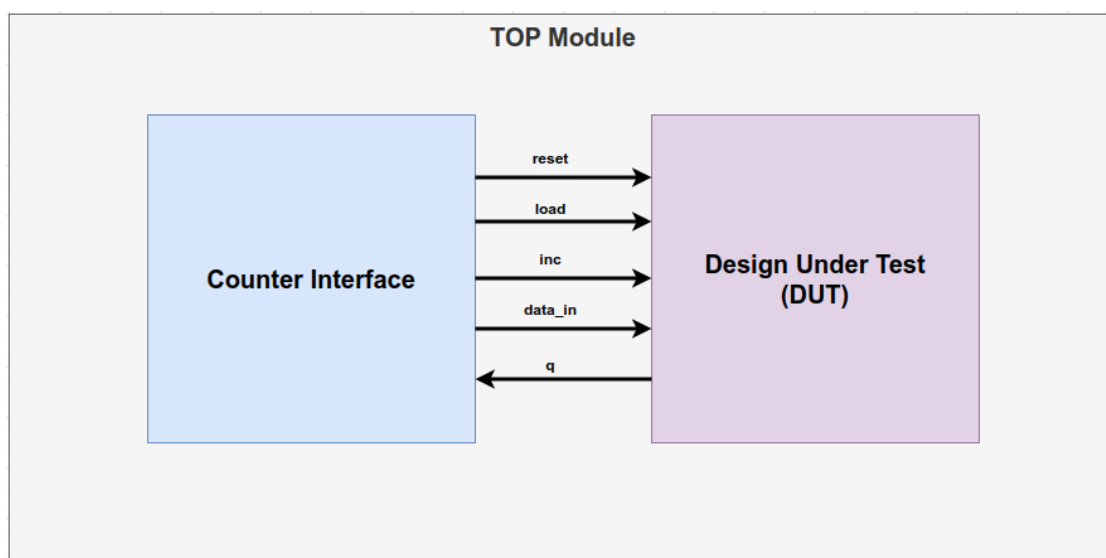 TOP Module
reset
load
inc
data_in
q
Counter Interface
Design Under Test
(DUT)